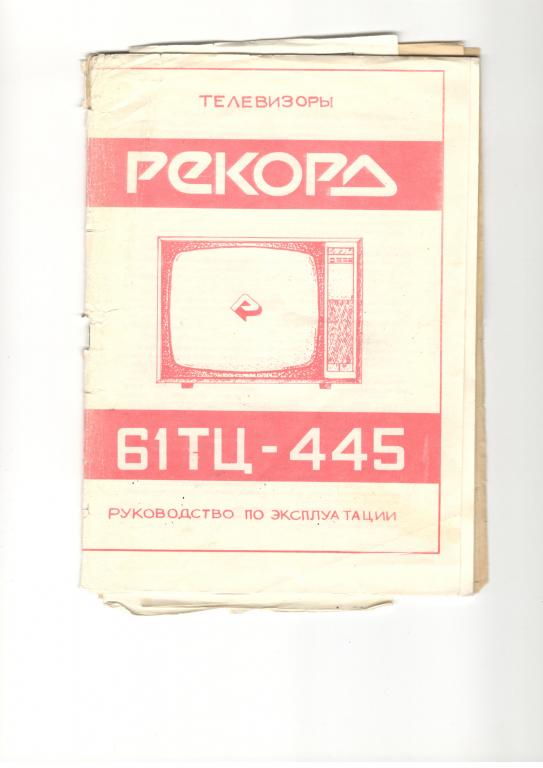 ТЕЛЕВИЗОРЫ
РЕКОРД
61ТЦ-445
РУКОВОДСТВО ПО ЭКСПЛУАТАЦИИ